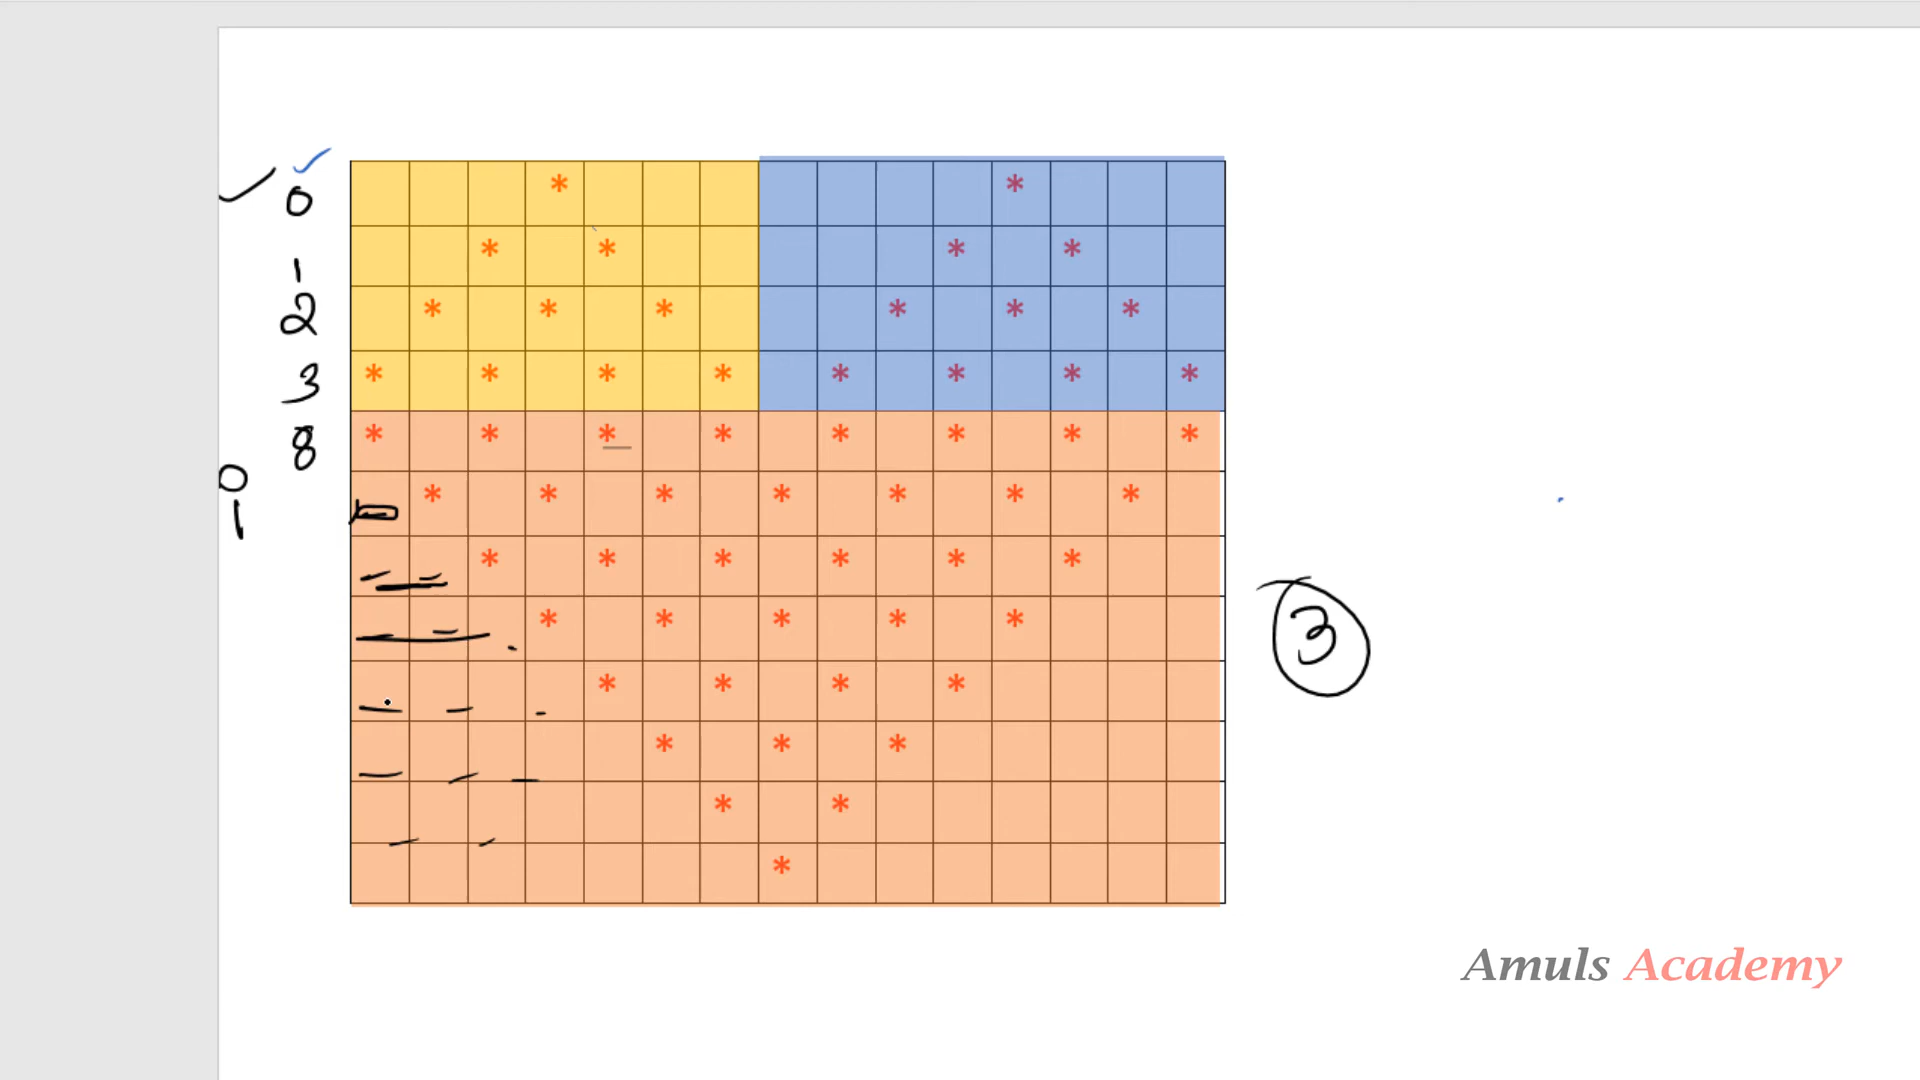 0 * *
1 * * * *
2 * * * * * *
3 * * * * * * * *
8 * * * * * * * *
0
1 * * * * * * *
* * * * * *
* * * * *
3
* * * *
* * *
* *
*
Amuls Academy